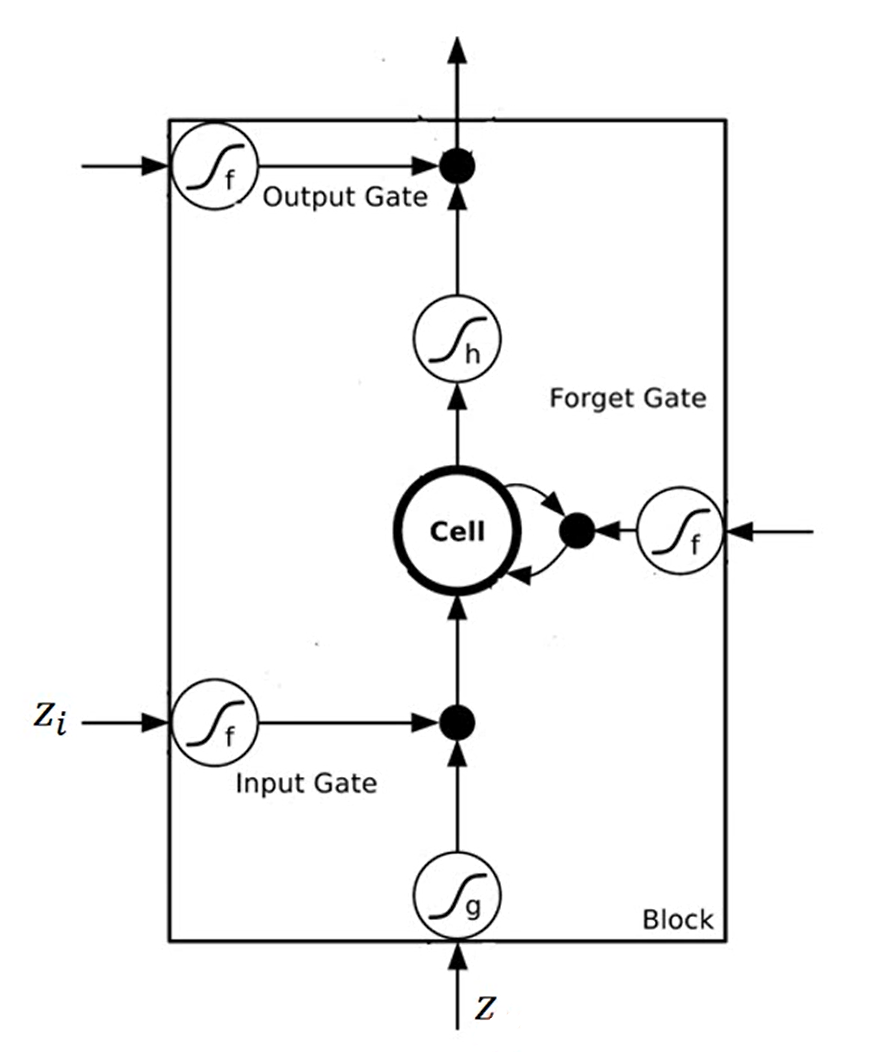 f
Output Gate
h
Forget Gate
Cell
f
z_i
f
Input Gate
g
Block
z